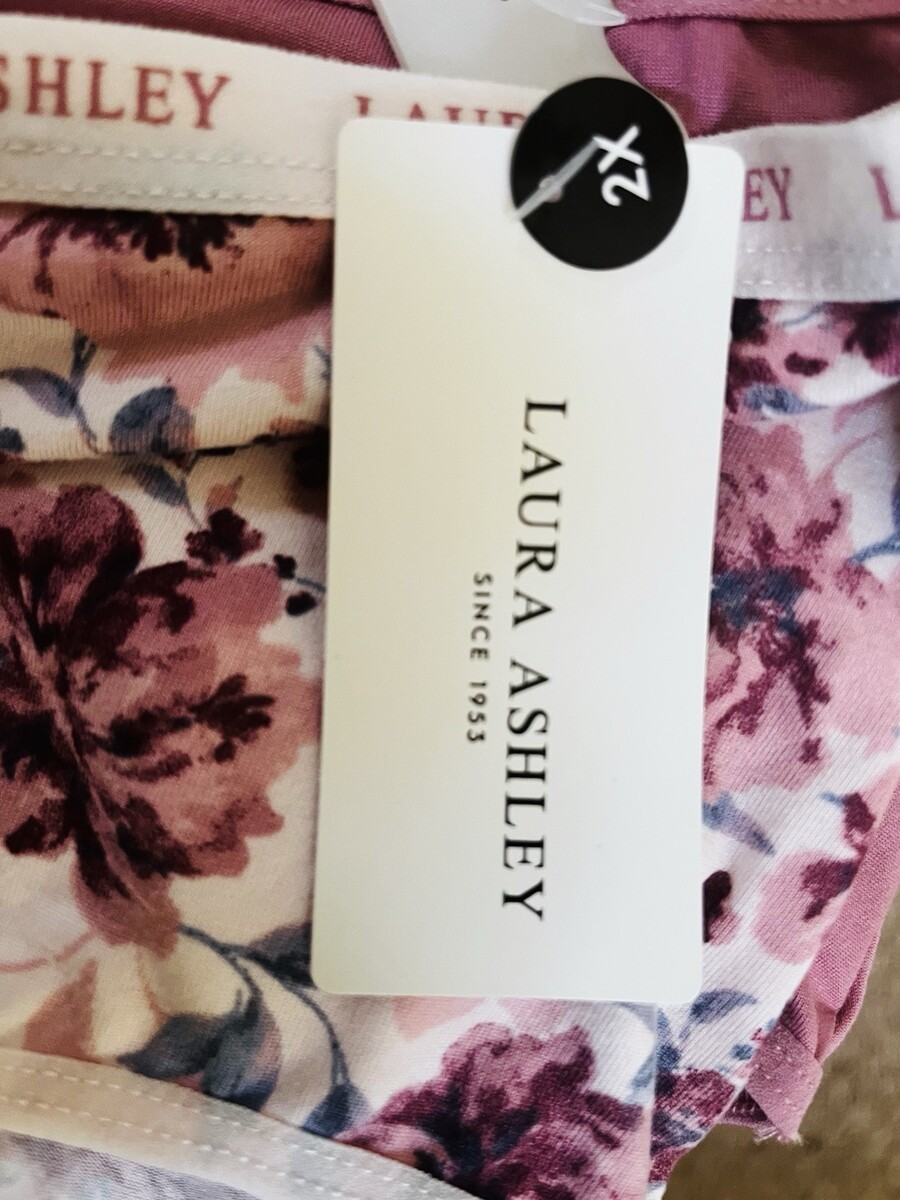 SHLEY LAUR
EY L
2X
LAURA ASHLEY
SINCE 1953